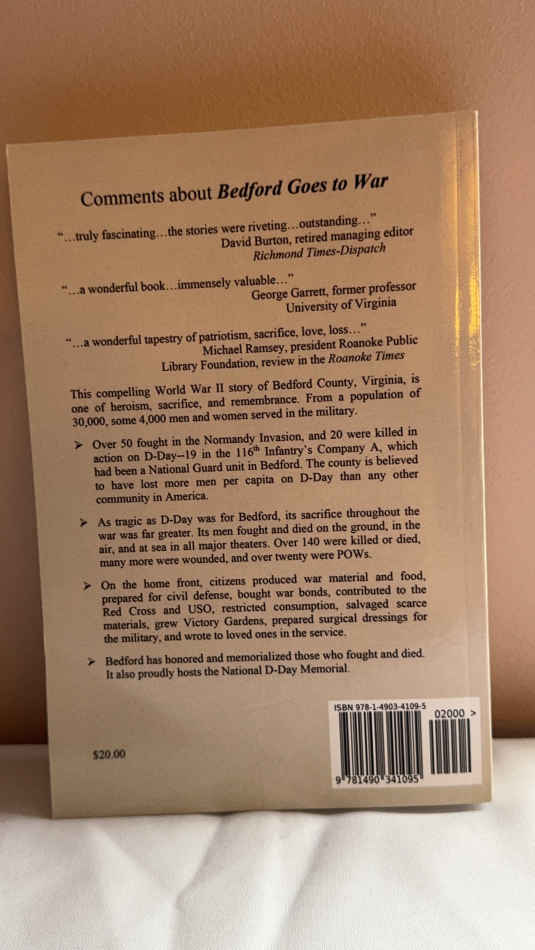 Comments about Bedford Goes to War
“…truly fascinating…the stories were riveting…outstanding…”
David Burton, retired managing editor
Richmond Times-Dispatch
“…a wonderful book…immensely valuable…”
George Garrett, former professor
University of Virginia
“…a wonderful tapestry of patriotism, sacrifice, love, loss…”
Michael Ramsey, president Roanoke Public
Library Foundation, review in the Roanoke Times
This compelling World War II story of Bedford County, Virginia, is
one of heroism, sacrifice, and remembrance. From a population of
30,000, some 4,000 men and women served in the military.
➤ Over 50 fought in the Normandy Invasion, and 20 were killed in
action on D-Day--19 in the 116th Infantry’s Company A, which
had been a National Guard unit in Bedford. The county is believed
to have lost more men per capita on D-Day than any other
community in America.
➤ As tragic as D-Day was for Bedford, its sacrifice throughout the
war was far greater. Its men fought and died on the ground, in the
air, and at sea in all major theaters. Over 140 were killed or died,
many more were wounded, and over twenty were POWs.
➤ On the home front, citizens produced war material and food,
prepared for civil defense, bought war bonds, contributed to the
Red Cross and USO, restricted consumption, salvaged scarce
materials, grew Victory Gardens, prepared surgical dressings for
the military, and wrote to loved ones in the service.
➤ Bedford has honored and memorialized those who fought and died.
It also proudly hosts the National D-Day Memorial.
$20.00
ISBN 978-1-4903-4109-5
02000 >
9 781490 341095